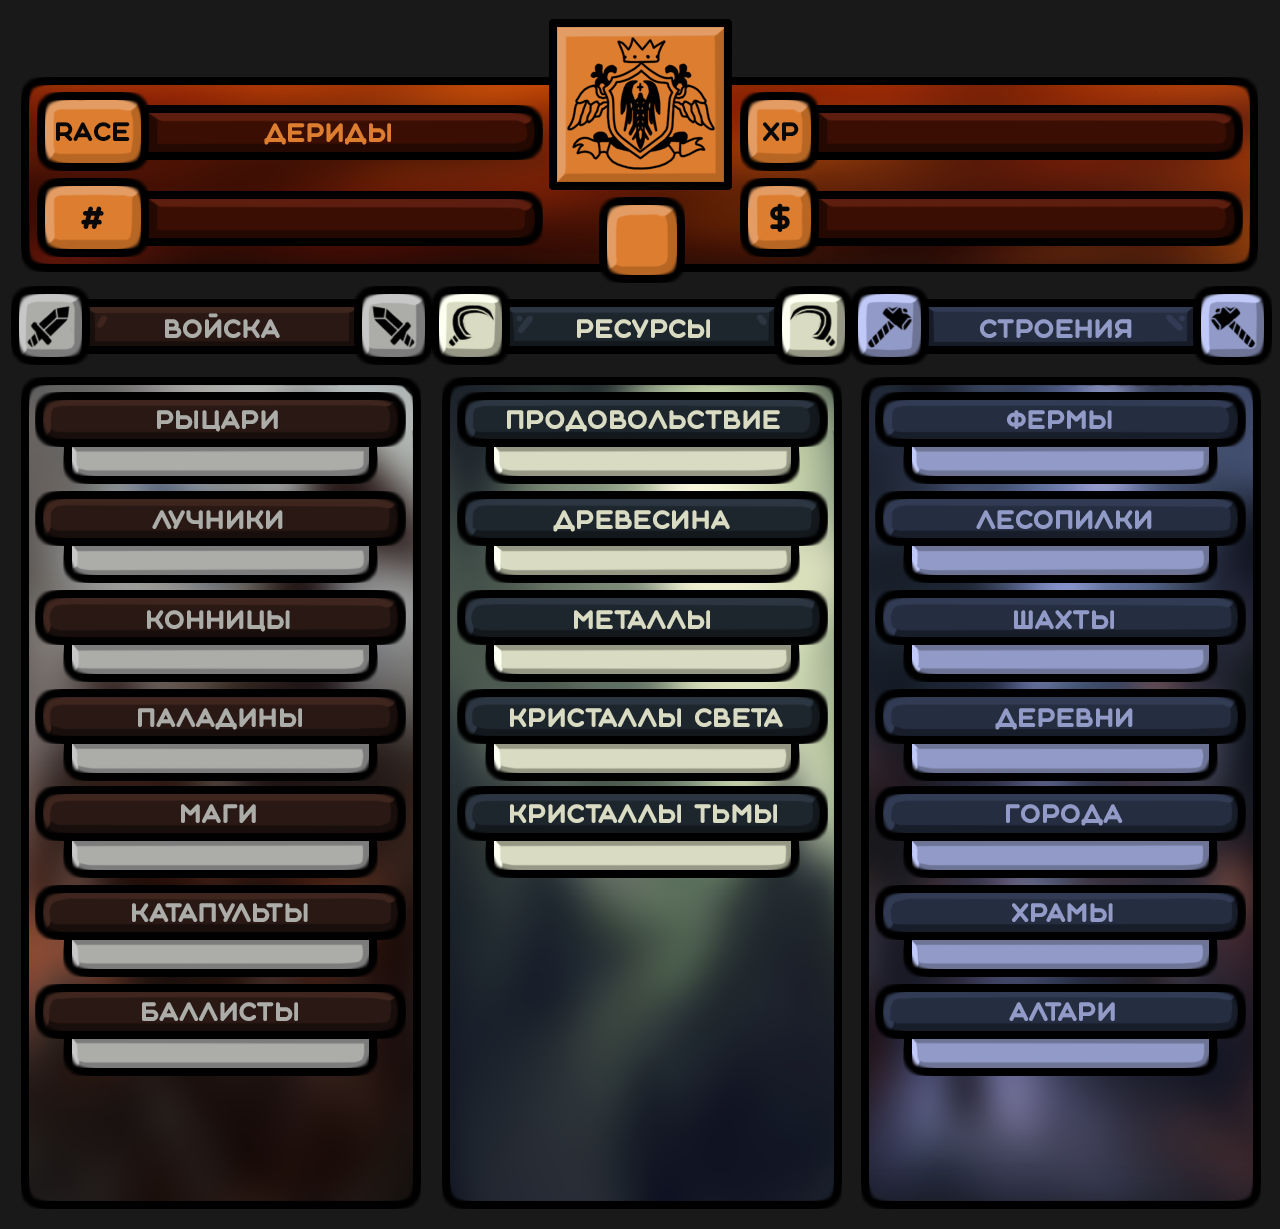 RACE ДЕРИДЫ XP
# $
ВОЙСКА РЕСУРСЫ СТРОЕНИЯ
РЫЦАРИ
ЛУЧНИКИ
КОННИЦЫ
ПАЛАДИНЫ
МАГИ
КАТАПУЛЬТЫ
БАЛЛИСТЫ
ПРОДОВОЛЬСТВИЕ
ДРЕВЕСИНА
МЕТАЛЛЫ
КРИСТАЛЛЫ СВЕТА
КРИСТАЛЛЫ ТЬМЫ
ФЕРМЫ
ЛЕСОПИЛКИ
ШАХТЫ
ДЕРЕВНИ
ГОРОДА
ХРАМЫ
АЛТАРИ